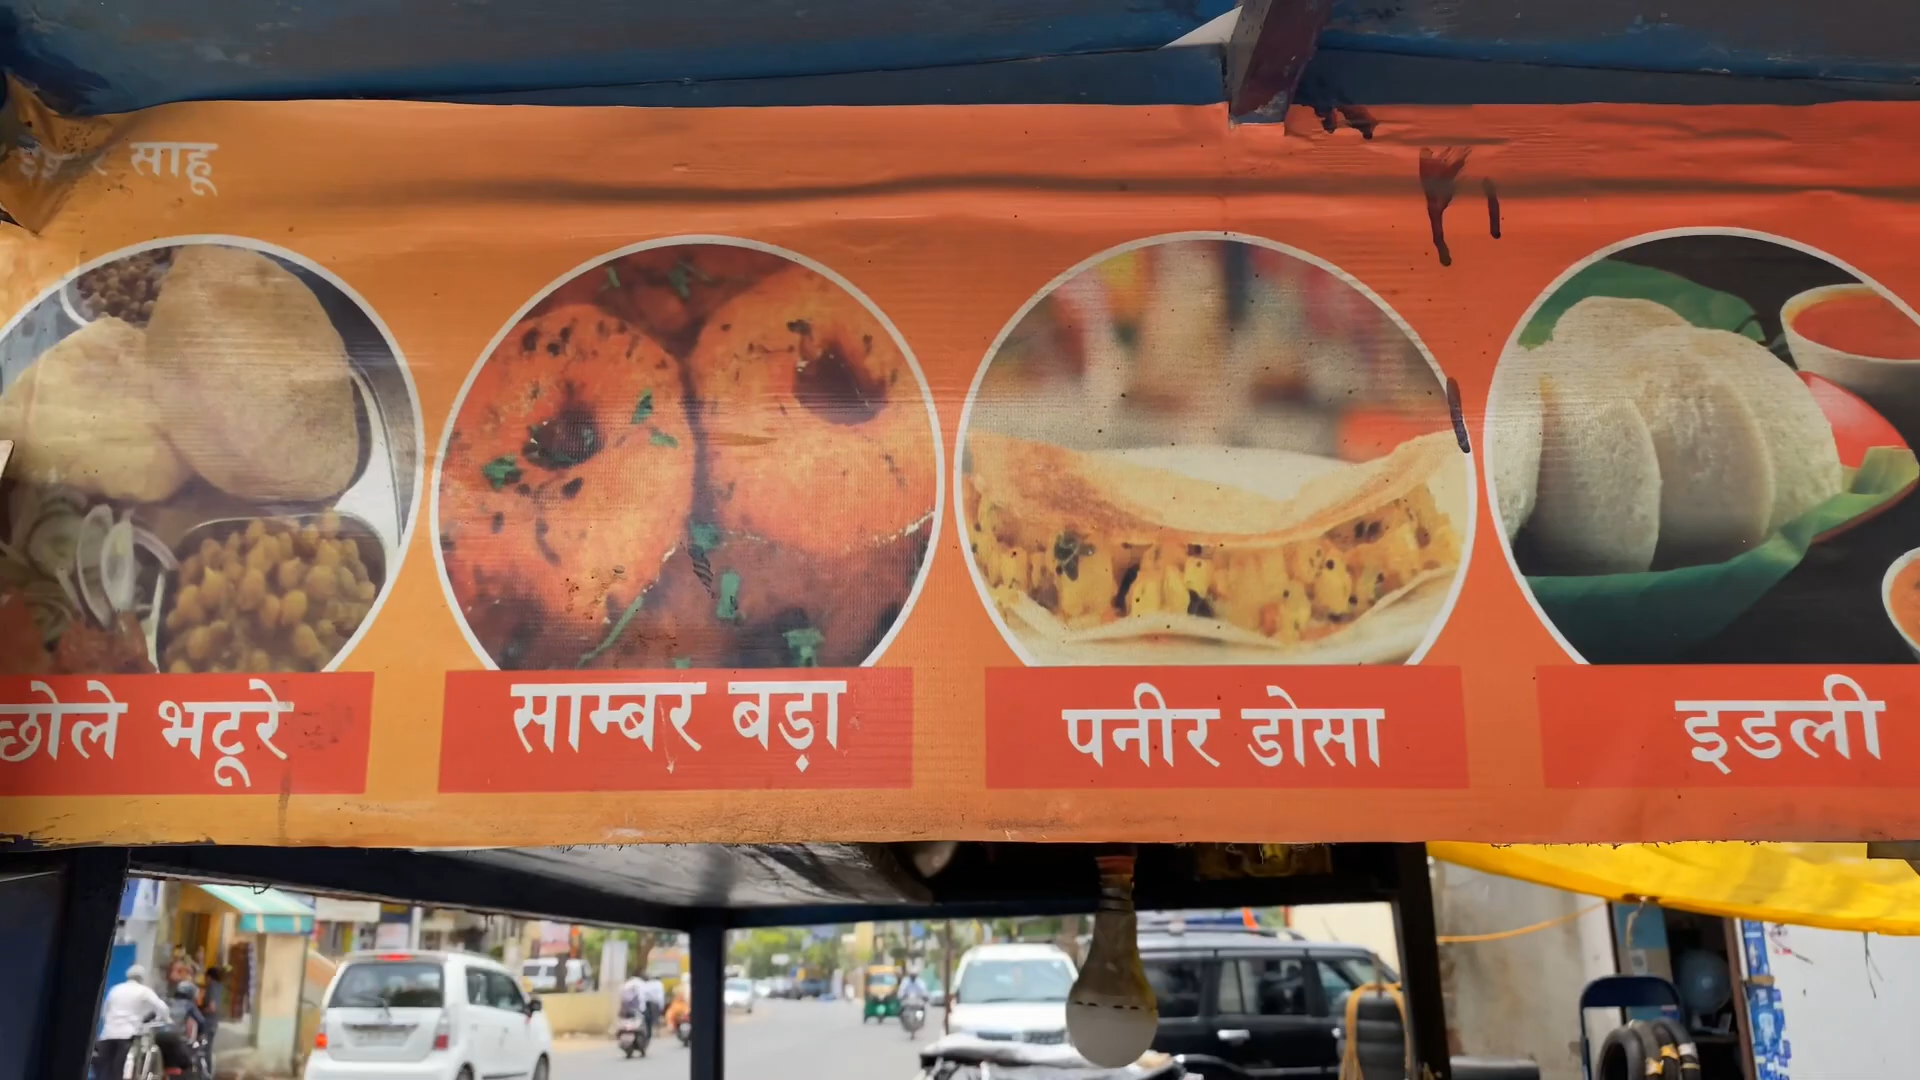 साहू
छोले भटूरे
साम्बर बड़ा
पनीर डोसा
इडली